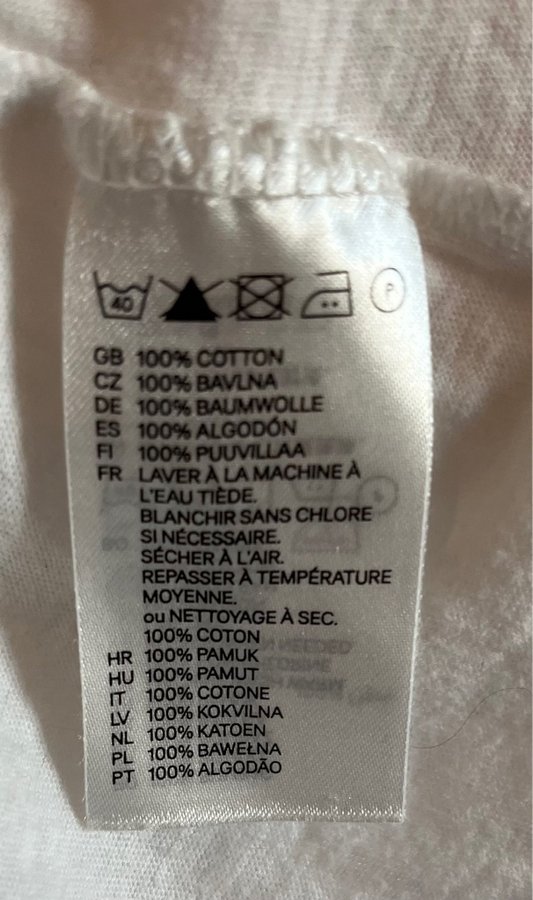 40 P
GB 100% COTTON
CZ 100% BAVLNA
DE 100% BAUMWOLLE
ES 100% ALGODÓN
FI 100% PUUVILLAA
FR LAVER À LA MACHINE À
L'EAU TIÈDE.
BLANCHIR SANS CHLORE
SI NÉCESSAIRE.
SÉCHER À L'AIR.
REPASSER À TEMPÉRATURE
MOYENNE.
ou NETTOYAGE À SEC.
100% COTON
HR 100% PAMUK
HU 100% PAMUT
IT 100% COTONE
LV 100% KOKVILNA
NL 100% KATOEN
PL 100% BAWEŁNA
PT 100% ALGODÃO